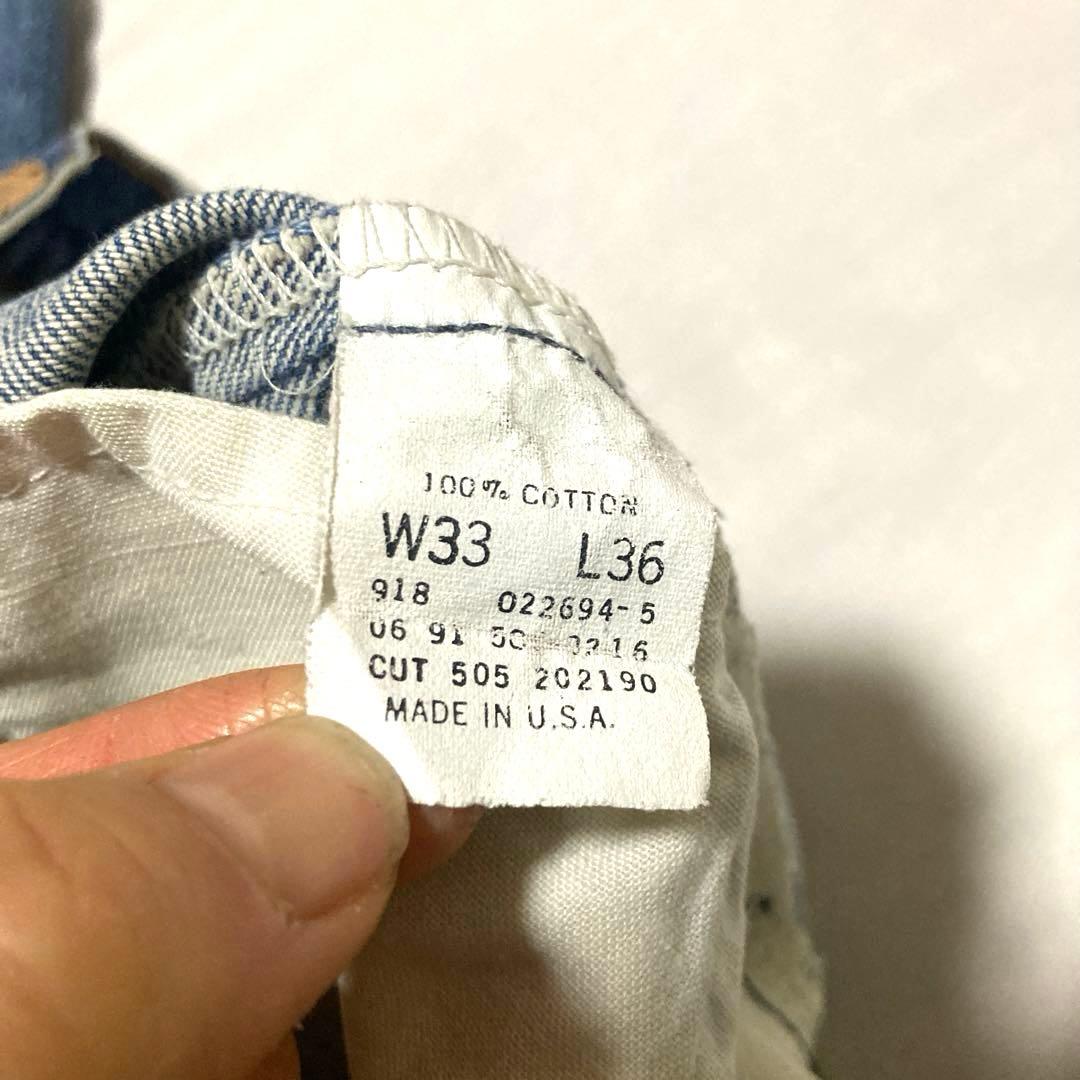 100% COTTON
W33 L36
918 022694-5
06 91
CUT 505 202190
MADE IN U.S.A.